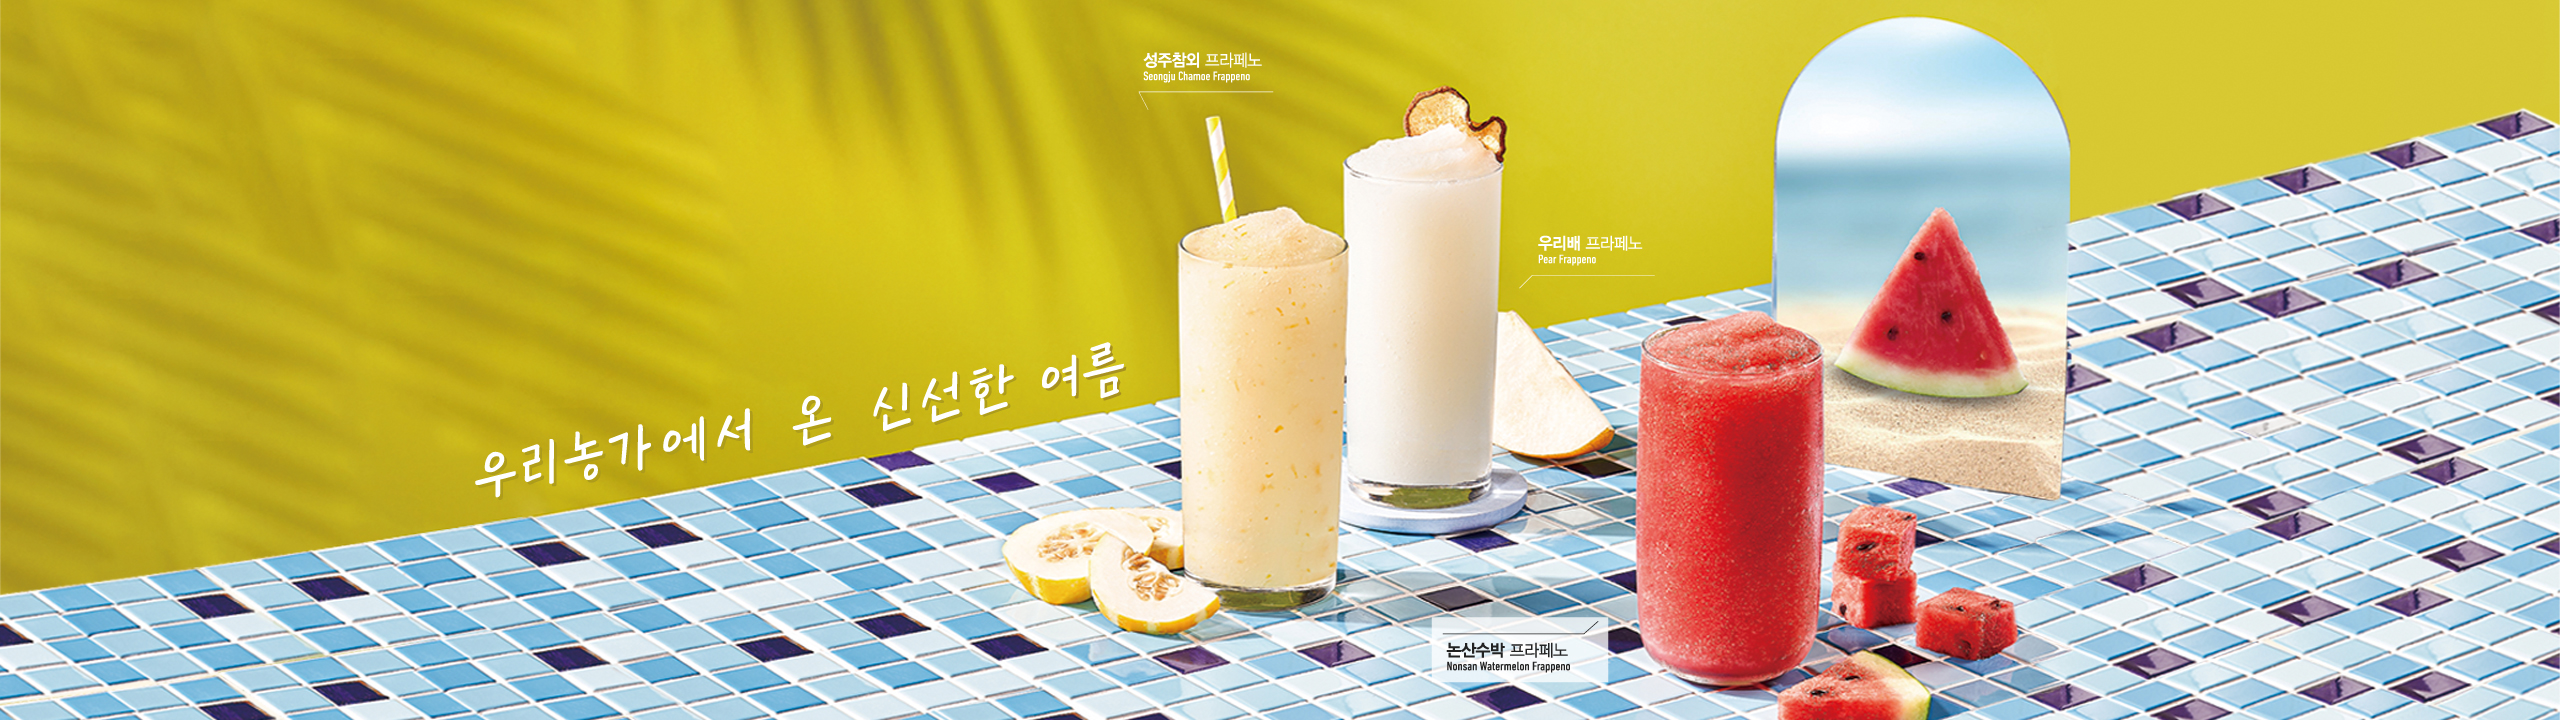 성주참외 프라페노
Seongju Chamoe Frappeno
우리배 프라페노
Pear Frappeno
우리농가에서 온 신선한 여름
논산수박 프라페노
Nonsan Watermelon Frappeno